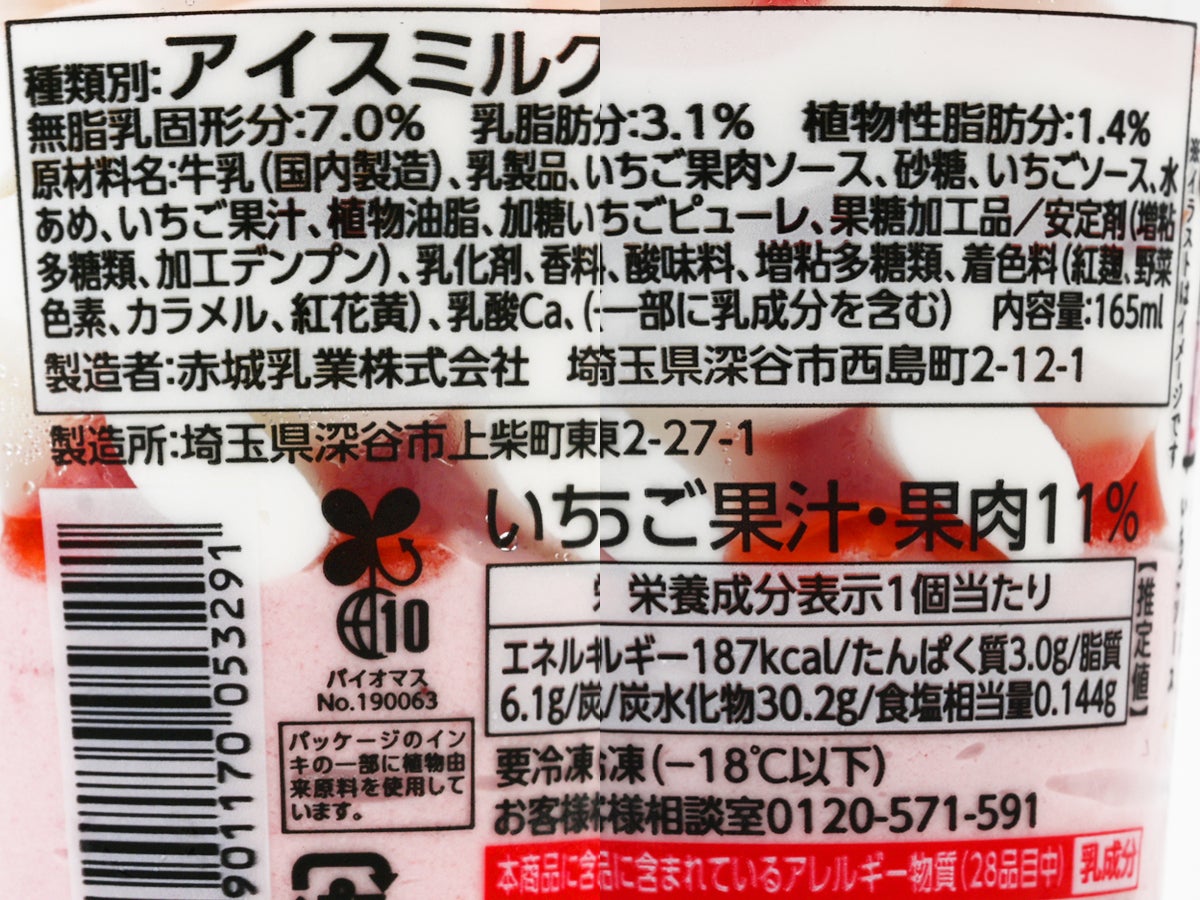 種類別:アイスミルク
無脂乳固形分:7.0% 乳脂肪分:3.1% 植物性脂肪分:1.4%
原材料名:牛乳(国内製造)、乳製品、いちご果肉ソース、砂糖、いちごソース、水
あめ、いちご果汁、植物油脂、加糖いちごピューレ、果糖加工品/安定剤(増粘
多糖類、加工デンプン)、乳化剤、香料、酸味料、増粘多糖類、着色料(紅麹、野菜
色素、カラメル、紅花黄)、乳酸Ca、(一部に乳成分を含む) 内容量:165ml
製造者:赤城乳業株式会社 埼玉県深谷市西島町2-12-1
製造所:埼玉県深谷市上柴町東2-27-1
いちご果汁・果肉11%
栄養成分表示1個当たり
エネルギー187kcal/たんぱく質3.0g/脂質
6.1g/炭水化物30.2g/食塩相当量0.144g
【推定値】
10
バイオマス
No.190063
パッケージのイン
キの一部に植物由
来原料を使用して
います。
要冷凍(-18℃以下)
お客様相談室0120-571-591
本商品に含まれているアレルギー物質(28品目中) 乳成分
901170 053291
※イラストはイメージです